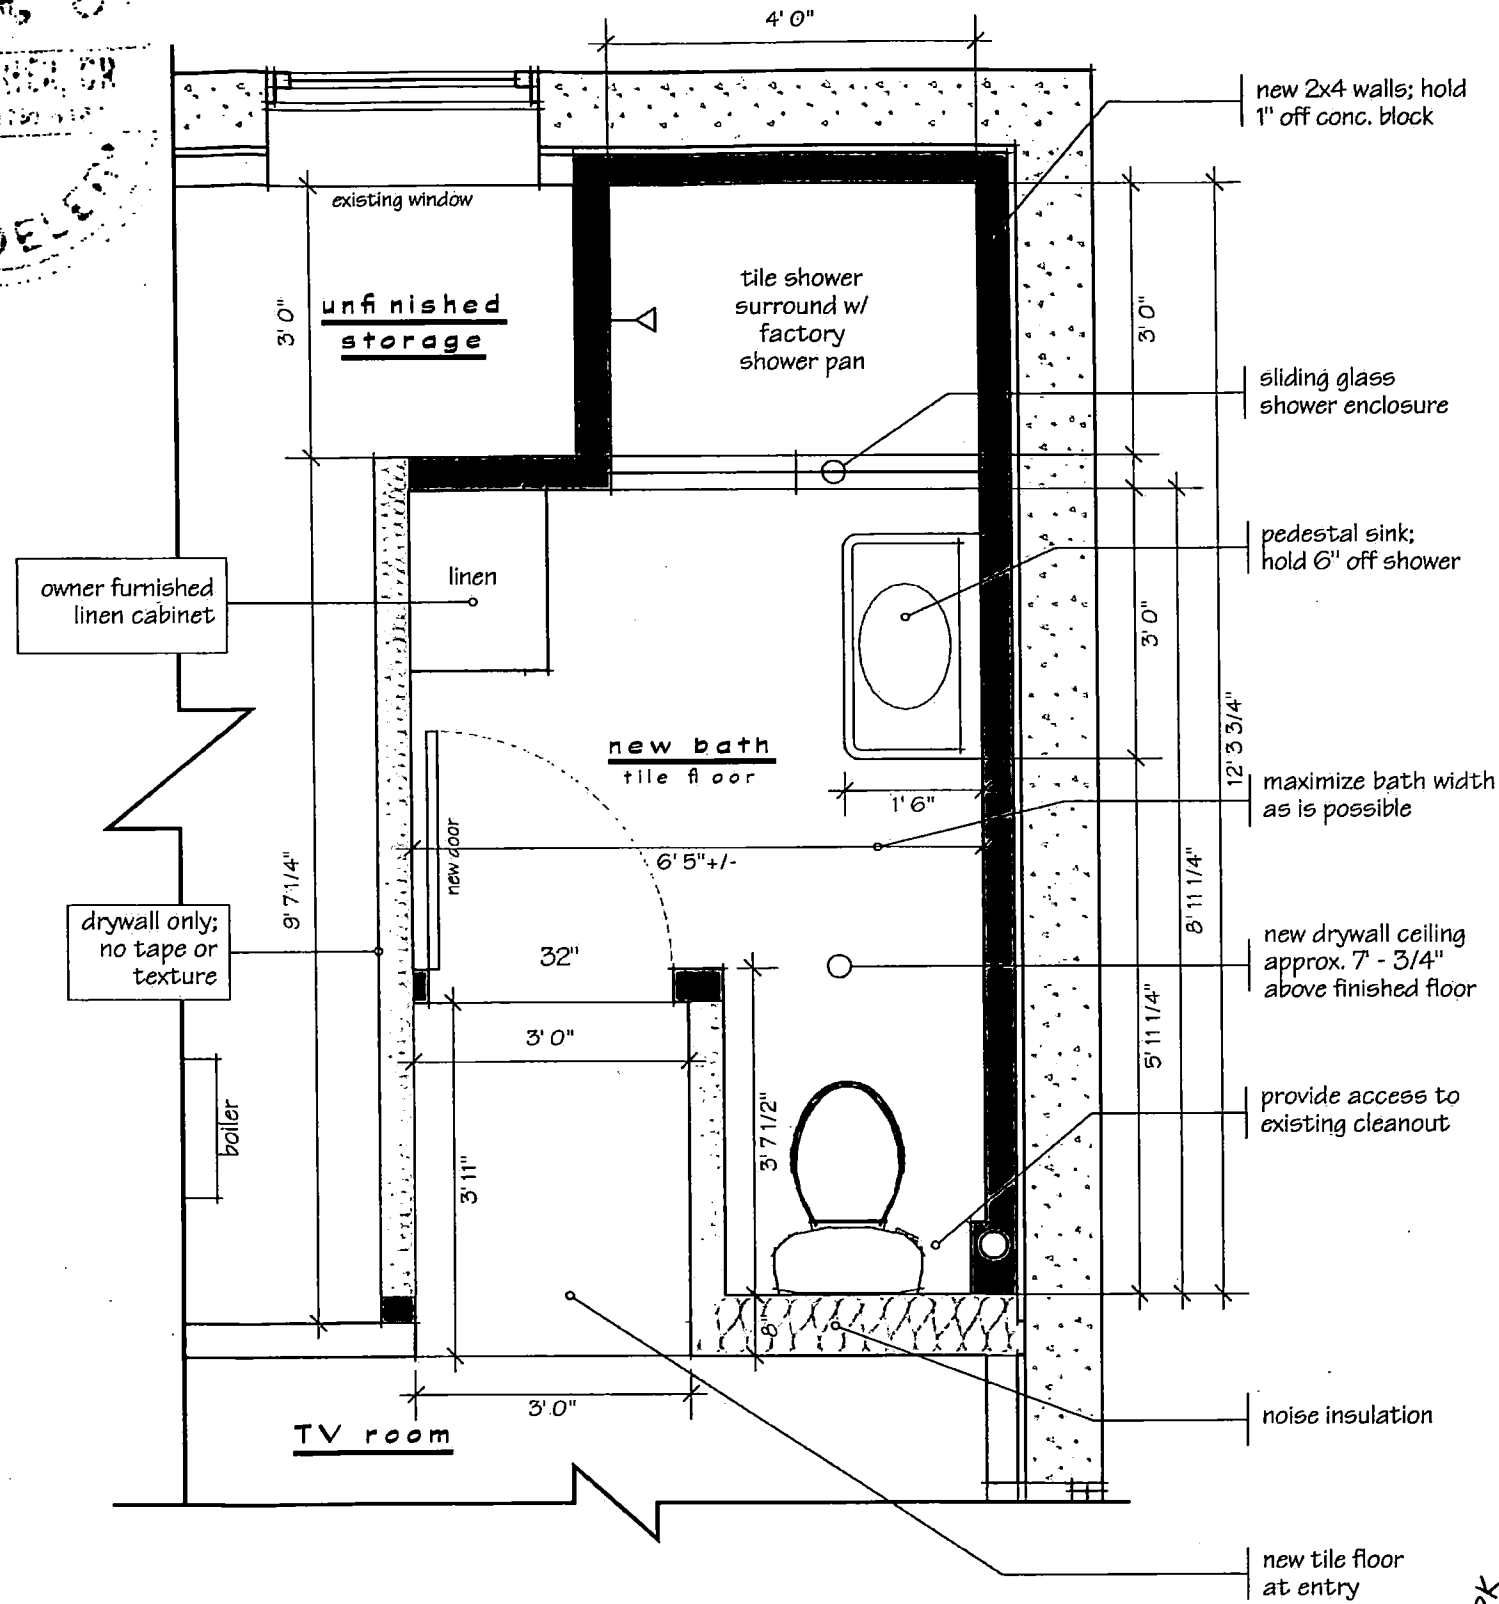 4' 0"
new 2x4 walls; hold
1" off conc. block
existing window
unfinished
storage
3' 0"
tile shower
surround w/
factory
shower pan
3' 0"
sliding glass
shower enclosure
pedestal sink;
hold 6" off shower
owner furnished
linen cabinet
linen
3' 0"
12' 3 3/4"
new bath
tile floor
1' 6"
maximize bath width
as is possible
new door
6' 5"+/-
9' 7 1/4"
8' 11 1/4"
drywall only;
no tape or
texture
32"
new drywall ceiling
approx. 7' - 3/4"
above finished floor
5' 11 1/4"
3' 0"
boiler
3' 11"
3' 7 1/2"
provide access to
existing cleanout
8"
3' 0"
TV room
noise insulation
new tile floor
at entry